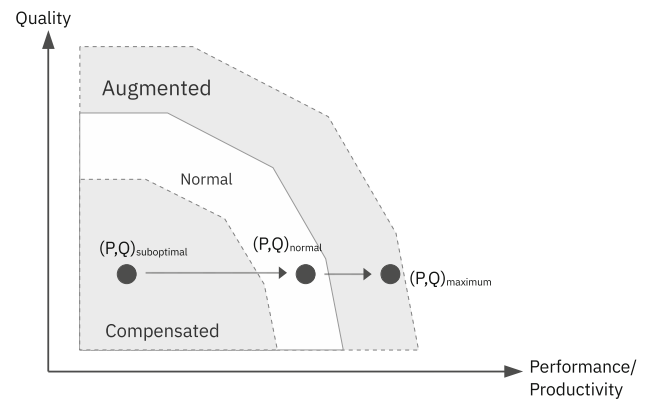 Quality
Augmented
Normal
(P,Q)suboptimal
(P,Q)normal
(P,Q)maximum
Compensated
Performance/
Productivity